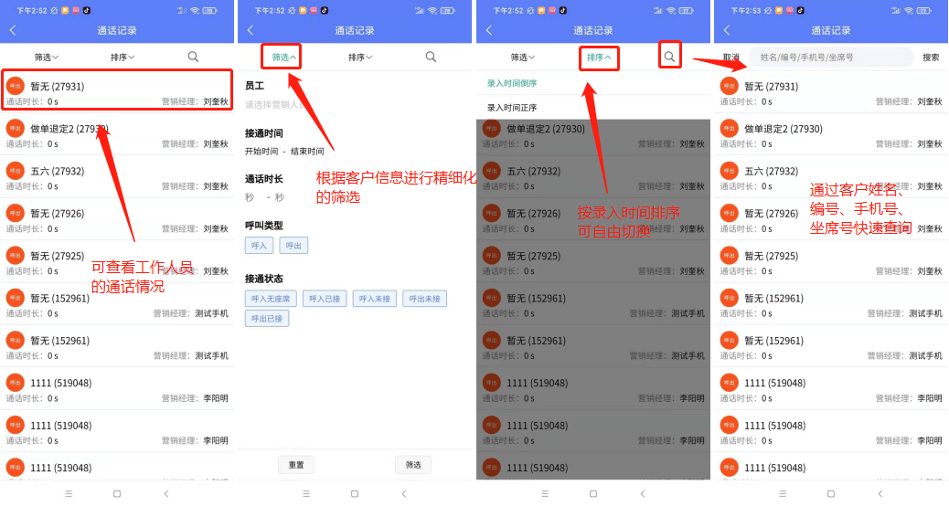 下午2:52
通话记录
筛选
排序
呼出
暂无 (27931)
通话时长: 0 s
营销经理: 刘奎秋
呼出
做单退定2 (27930)
通话时长: 0 s
营销经理: 刘奎秋
呼出
五六 (27932)
通话时长: 0 s
营销经理: 刘奎秋
呼出
暂无 (27926)
通话时长: 0 s
营销经理: 刘奎秋
呼出
暂无 (27925)
通话时长: 0 s
营销经理: 刘奎秋
呼出
暂无 (152961)
通话时长: 0 s
营销经理: 测试手机
呼出
暂无 (152961)
通话时长: 0 s
营销经理: 测试手机
呼出
1111 (519048)
通话时长: 0 s
营销经理: 李阳明
呼出
1111 (519048)
通话时长: 0 s
营销经理: 李阳明
呼出
1111 (519048)
可查看工作人员
的通话情况
下午2:52
通话记录
筛选
排序
员工
请选择营销人
接通时间
开始时间 - 结束时间
通话时长
秒 - 秒
呼叫类型
呼入
呼出
接通状态
呼入无座席
呼入已接
呼入未接
呼出未接
呼出已接
重置
筛选
根据客户信息进行精细化
的筛选
下午2:52
通话记录
筛选
排序
录入时间倒序
录入时间正序
呼出
做单退定2 (27930)
通话时长: 0 s
营销经理: 刘奎秋
呼出
五六 (27932)
通话时长: 0 s
营销经理: 刘奎秋
呼出
暂无 (27926)
通话时长: 0 s
营销经理: 刘奎秋
呼出
暂无 (27925)
通话时长: 0 s
营销经理: 刘奎秋
呼出
暂无 (152961)
通话时长: 0 s
营销经理: 测试手机
呼出
暂无 (152961)
通话时长: 0 s
营销经理: 测试手机
呼出
1111 (519048)
通话时长: 0 s
营销经理: 李阳明
呼出
1111 (519048)
通话时长: 0 s
营销经理: 李阳明
呼出
1111 (519048)
按录入时间排序
可自由切换
下午2:53
通话记录
取消
姓名/编号/手机号/坐席号
搜索
呼出
暂无 (27931)
通话时长: 0 s
营销经理: 刘奎秋
呼出
做单退定2 (27930)
通话时长: 0 s
营销经理: 刘奎秋
呼出
五六 (27932)
通话时长: 0 s
营销经理: 刘奎秋
呼出
暂无 (27926)
通话时长: 0 s
营销经理: 刘奎秋
呼出
暂无 (27925)
通话时长: 0 s
营销经理: 刘奎秋
呼出
暂无 (152961)
通话时长: 0 s
营销经理: 测试手机
呼出
暂无 (152961)
通话时长: 0 s
营销经理: 测试手机
呼出
1111 (519048)
通话时长: 0 s
营销经理: 李阳明
呼出
1111 (519048)
通话时长: 0 s
营销经理: 李阳明
呼出
1111 (519048)
通过客户姓名、
编号、手机号、
坐席号快速查询